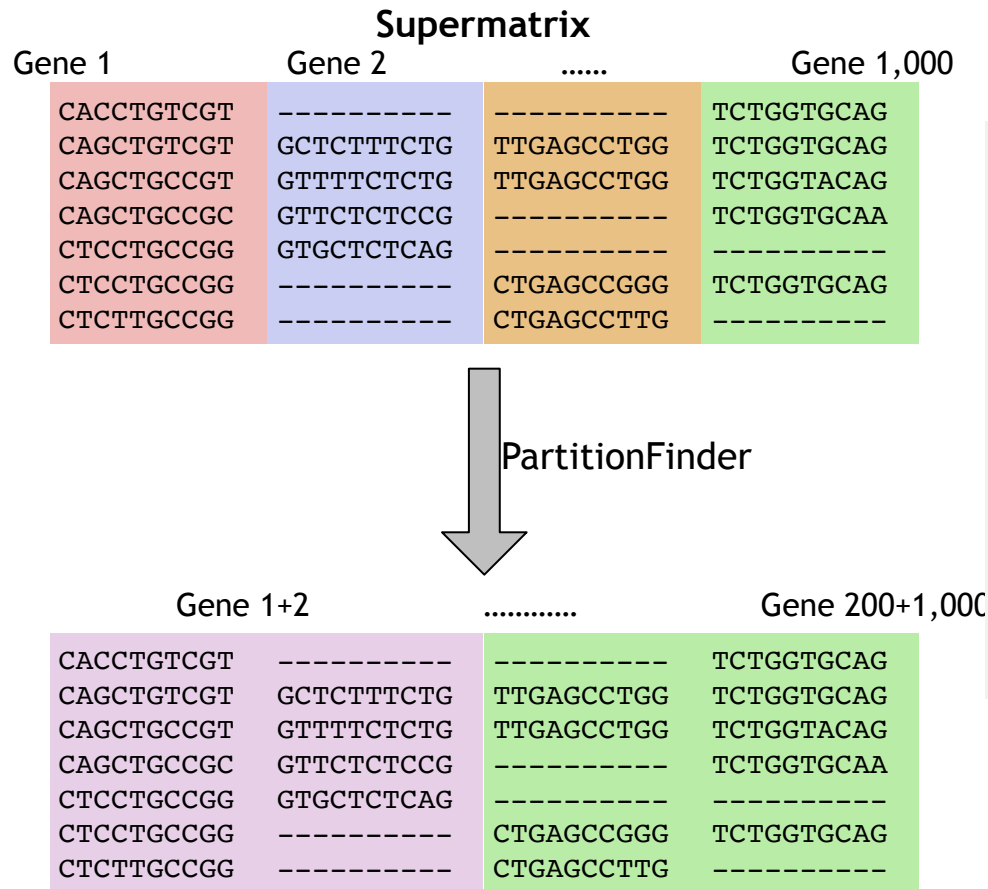 Supermatrix
Gene 1 Gene 2 ...... Gene 1,000
CACCTGTCGT ---------- ---------- TCTGGTGCAG
CAGCTGTCGT GCTCTTTCTG TTGAGCCTGG TCTGGTGCAG
CAGCTGCCGT GTTTTCTCTG TTGAGCCTGG TCTGGTACAG
CAGCTGCCGC GTTCTCTCCG ---------- TCTGGTGCAA
CTCCTGCCGG GTGCTCTCAG ---------- ----------
CTCCTGCCGG ---------- CTGAGCCGGG TCTGGTGCAG
CTCTTGCCGG ---------- CTGAGCCTTG ----------
PartitionFinder
Gene 1+2 ............ Gene 200+1,000
CACCTGTCGT ---------- ---------- TCTGGTGCAG
CAGCTGTCGT GCTCTTTCTG TTGAGCCTGG TCTGGTGCAG
CAGCTGCCGT GTTTTCTCTG TTGAGCCTGG TCTGGTACAG
CAGCTGCCGC GTTCTCTCCG ---------- TCTGGTGCAA
CTCCTGCCGG GTGCTCTCAG ---------- ----------
CTCCTGCCGG ---------- CTGAGCCGGG TCTGGTGCAG
CTCTTGCCGG ---------- CTGAGCCTTG ----------